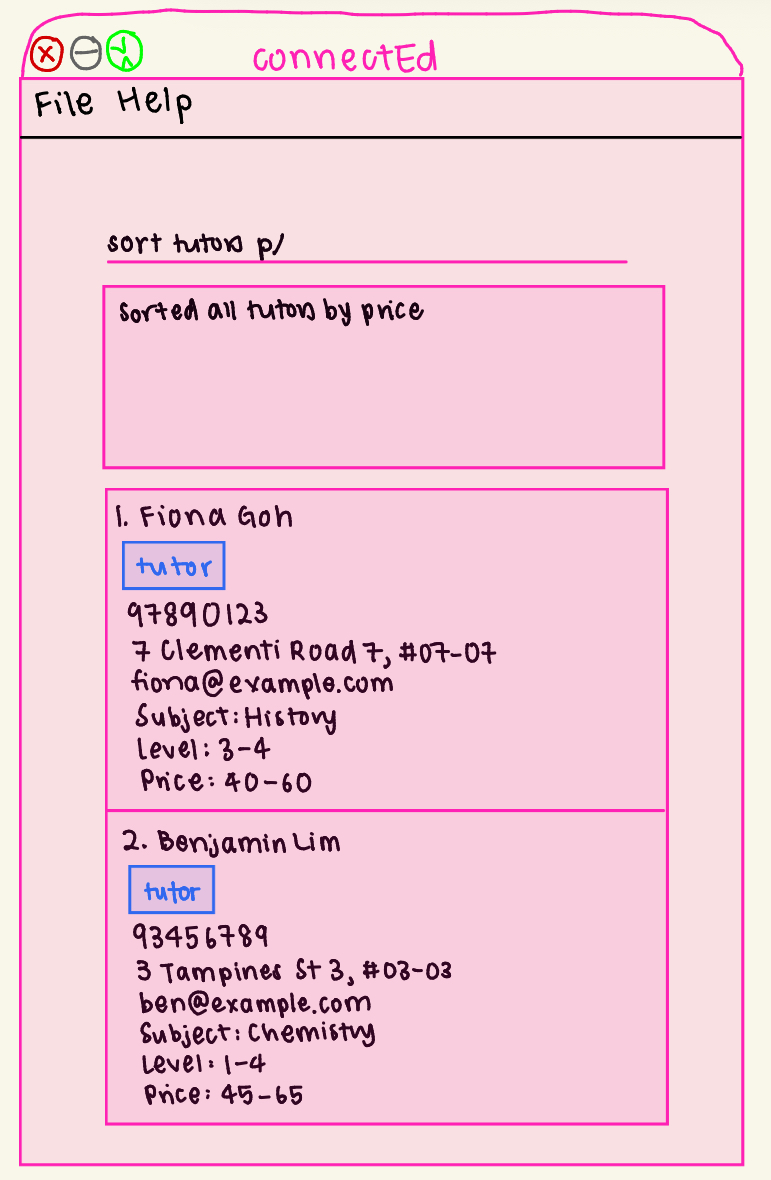 connectEd
File Help
sort tutors p/
Sorted all tutors by price
1. Fiona Goh
tutor
97890123
7 Clementi Road 7, #07-07
fiona@example.com
Subject: History
Level: 3-4
Price: 40-60
2. Benjamin Lim
tutor
93456789
3 Tampines St 3, #03-03
ben@example.com
Subject: Chemistry
Level: 1-4
Price: 45-65